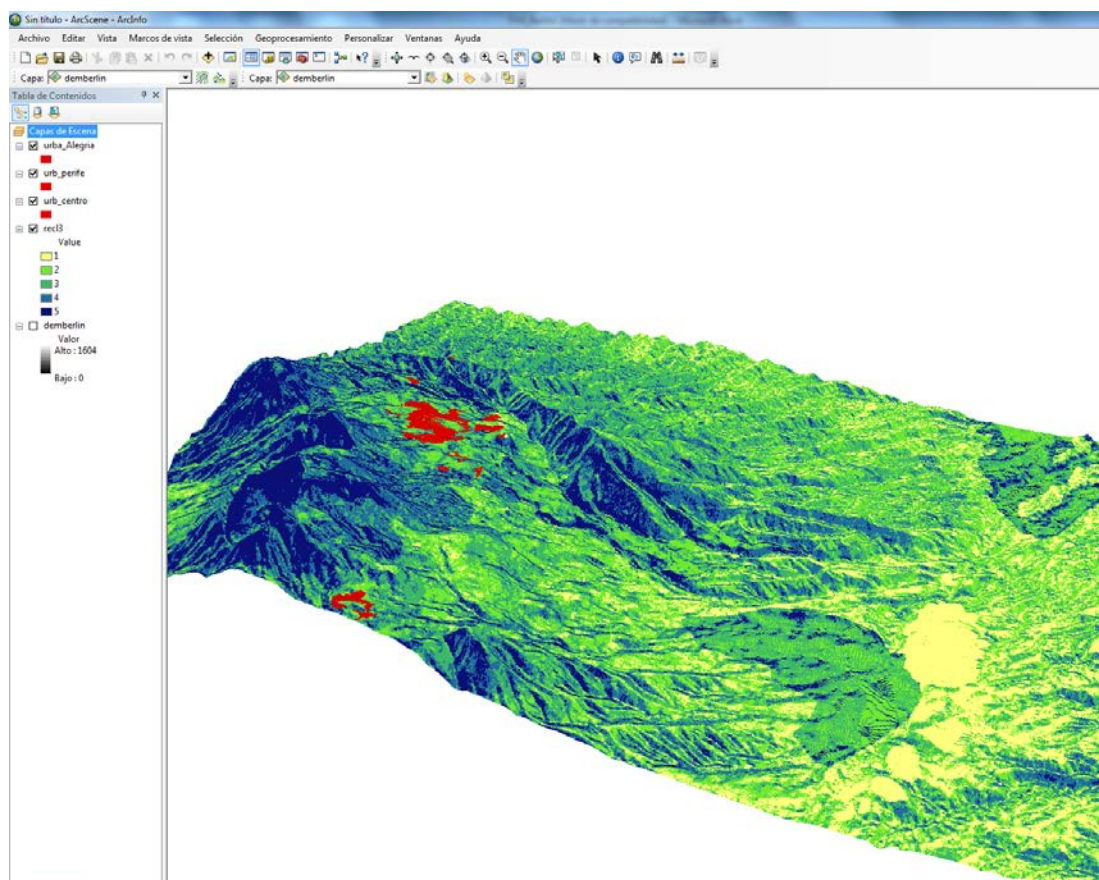 Sin título - ArcScene - ArcInfo
Archivo Editar Vista Marcos de vista Selección Geoprocesamiento Personalizar Ventanas Ayuda
Capa: demberlin Capa: demberlin
Tabla de Contenidos
Capas de Escena
urba_Alegria
urb_perife
urb_centro
recl3
Value
1
2
3
4
5
demberlin
Valor
Alto : 1604
Bajo : 0